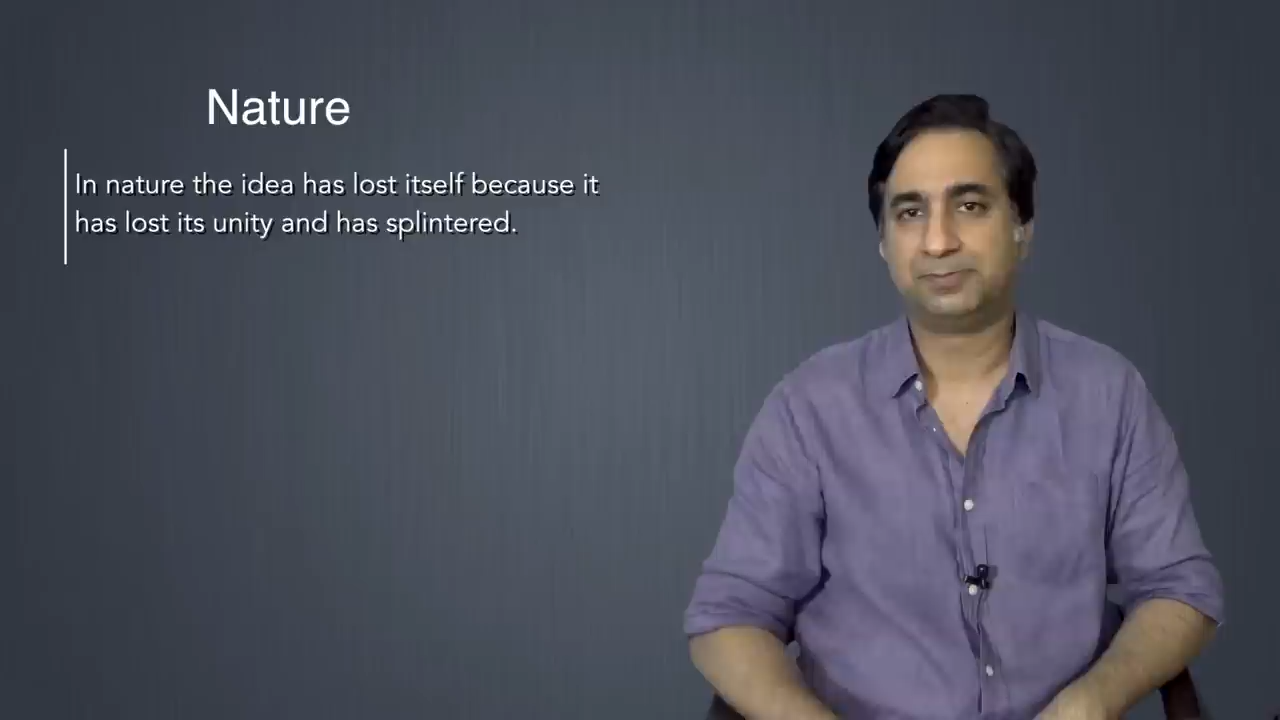 Nature
In nature the idea has lost itself because it
has lost its unity and has splintered.